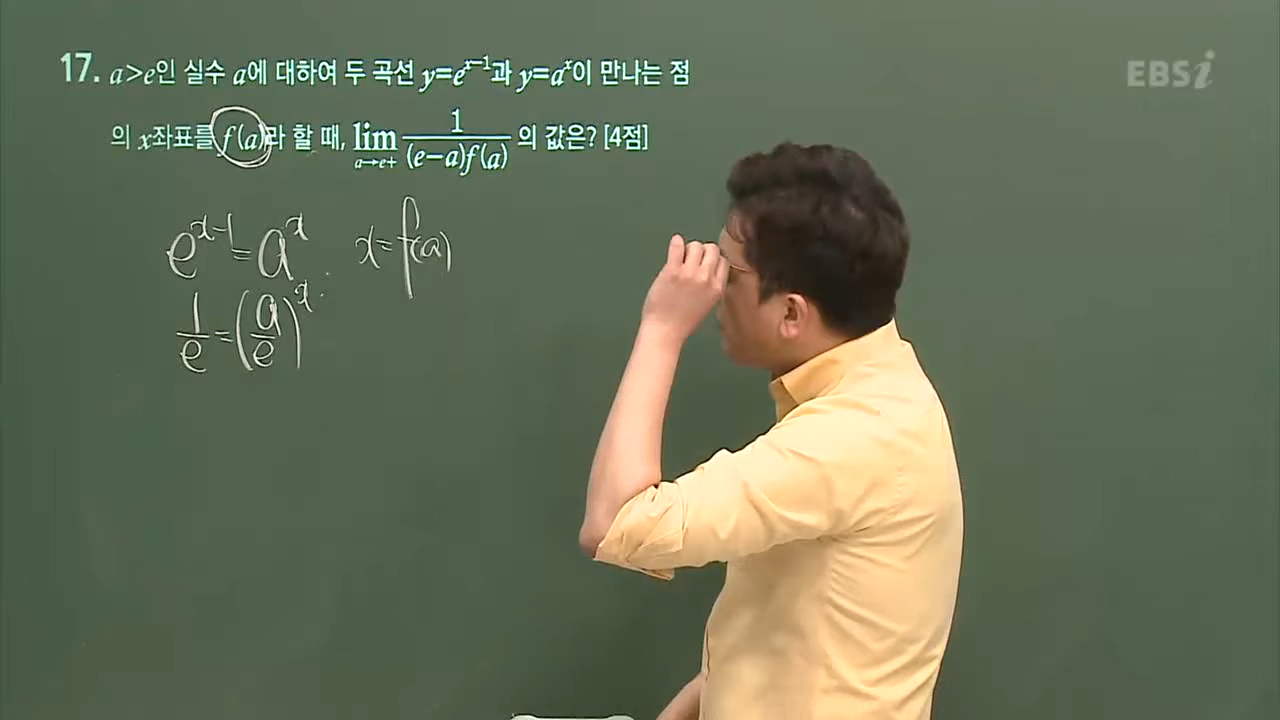 17. a>e인 실수 a에 대하여 두 곡선 y=e^{x-1}과 y=a^x이 만나는 점
의 x좌표를 f(a)라 할 때, lim_{a→e+} 1/((e-a)f(a)) 의 값은? [4점]
EBSi
e^{x-1}=a^x x=f(a)
1/e=(a/e)^x